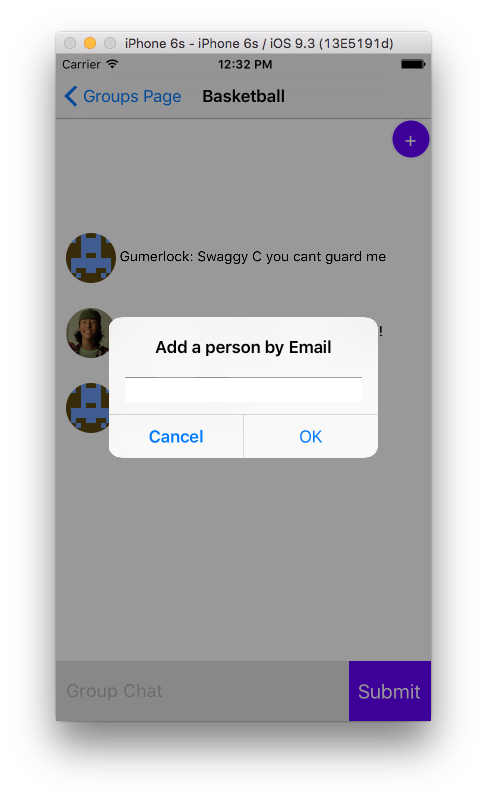 iPhone 6s - iPhone 6s / iOS 9.3 (13E5191d)
Carrier 12:32 PM
Groups Page Basketball
+
Gumerlock: Swaggy C you cant guard me
!
Add a person by Email
Cancel OK
Group Chat Submit